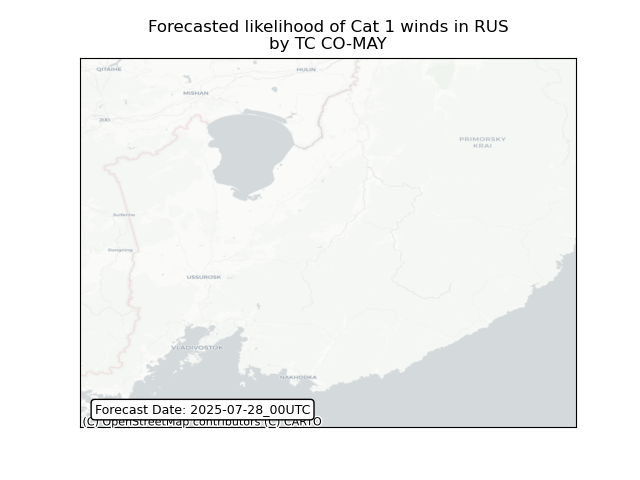 Forecasted likelihood of Cat 1 winds in RUS
by TC CO-MAY
QITAIHE
HULIN
MISHAN
JIXI
PRIMORSKY
KRAI
Suifenhe
Dongning
USSURIJSK
VLADIVOSTOK
NAKHODKA
Forecast Date: 2025-07-28_00UTC
(C) OpenStreetMap contributors (C) CARTO